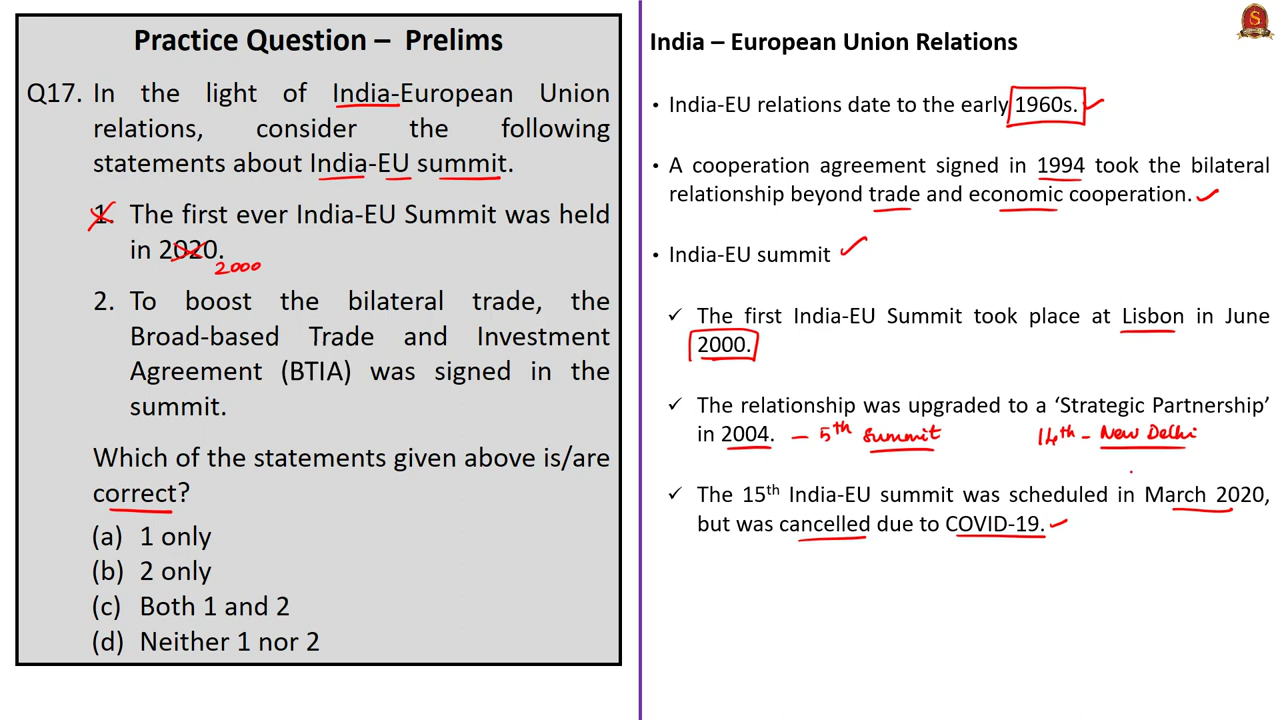 Practice Question – Prelims
Q17. In the light of India-European Union
relations, consider the following
statements about India-EU summit.
1. The first ever India-EU Summit was held
in 2020.
2000
2. To boost the bilateral trade, the
Broad-based Trade and Investment
Agreement (BTIA) was signed in the
summit.
Which of the statements given above is/are
correct?
(a) 1 only
(b) 2 only
(c) Both 1 and 2
(d) Neither 1 nor 2
India – European Union Relations
• India-EU relations date to the early 1960s.
• A cooperation agreement signed in 1994 took the bilateral
relationship beyond trade and economic cooperation.
• India-EU summit
✓ The first India-EU Summit took place at Lisbon in June
2000.
✓ The relationship was upgraded to a ‘Strategic Partnership’
in 2004. – 5th Summit 14th - New Delhi
✓ The 15th India-EU summit was scheduled in March 2020,
but was cancelled due to COVID-19.